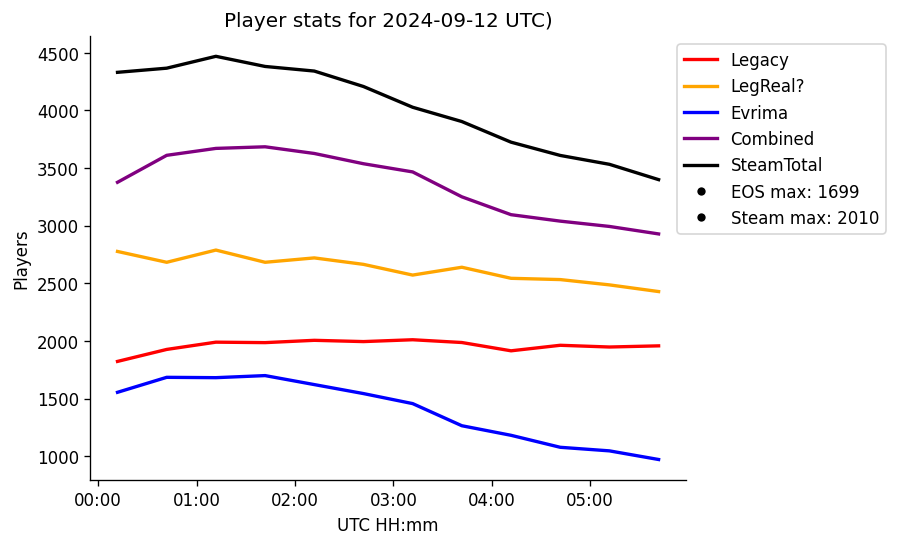 Player stats for 2024-09-12 UTC)
4500
4000
3500
3000
2500
2000
1500
1000
Players
00:00 01:00 02:00 03:00 04:00 05:00
UTC HH:mm
Legacy
LegReal?
Evrima
Combined
SteamTotal
EOS max: 1699
Steam max: 2010